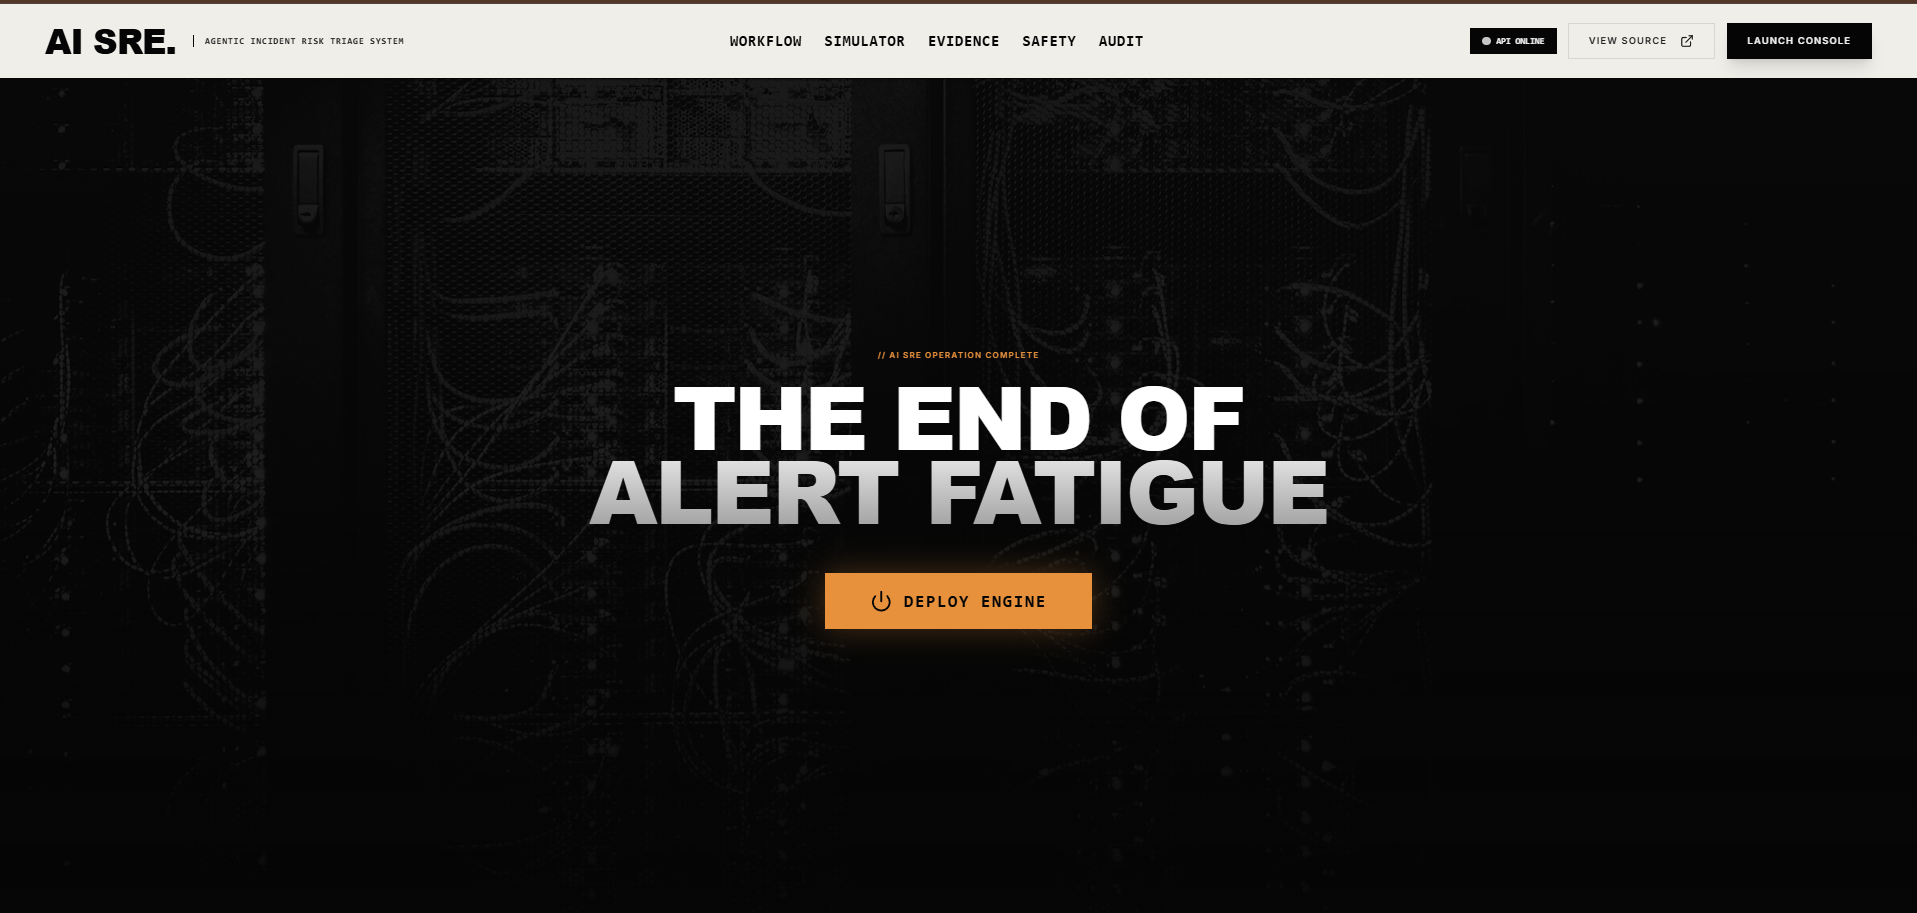 AI SRE.
AGENTIC INCIDENT RISK TRIAGE SYSTEM
WORKFLOW
SIMULATOR
EVIDENCE
SAFETY
AUDIT
API ONLINE
VIEW SOURCE
LAUNCH CONSOLE
// AI SRE OPERATION COMPLETE
THE END OF
ALERT FATIGUE
DEPLOY ENGINE